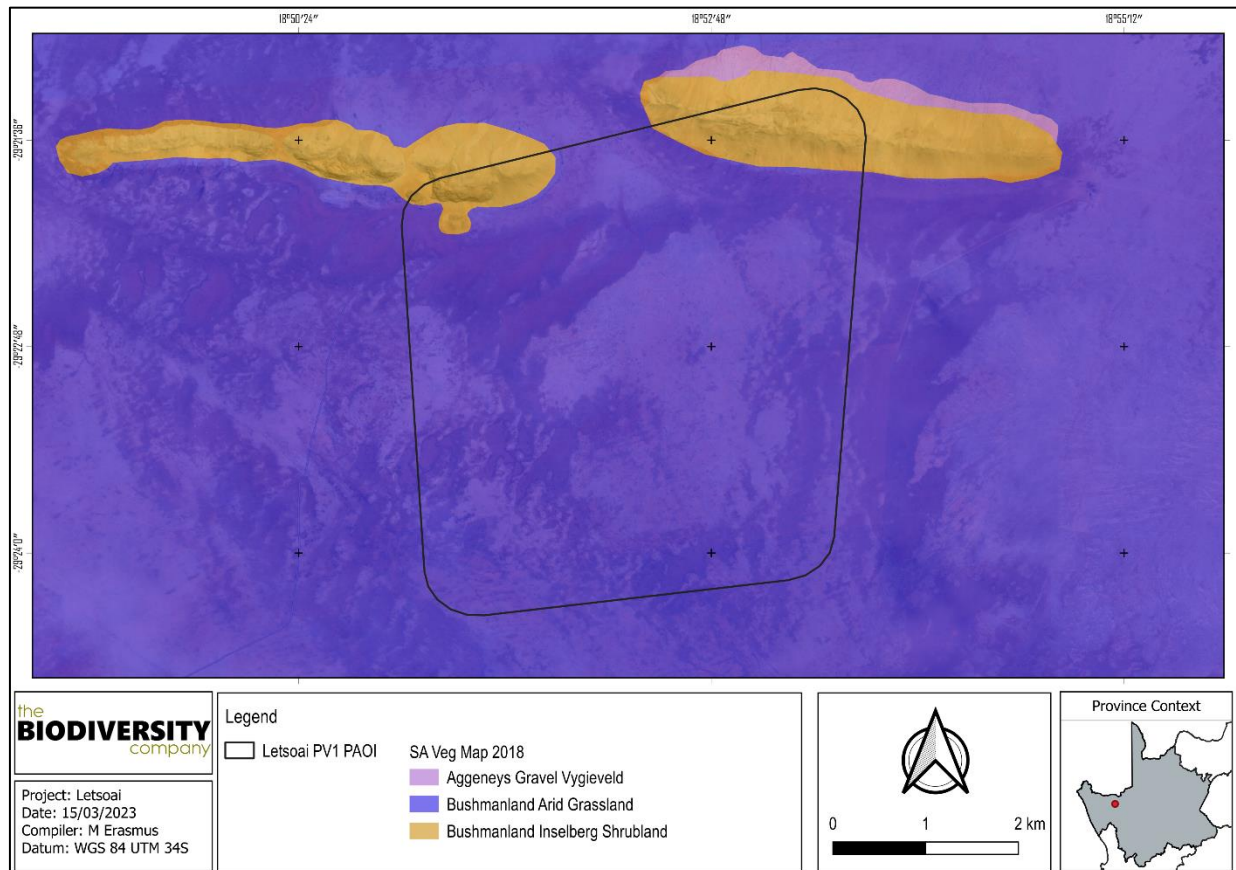 18°50'24"
18°52'48"
18°55'12"
-29°21'36"
-29°22'48"
-29°24'0"
the
BIODIVERSITY
company
Project: Letsoai
Date: 15/03/2023
Compiler: M Erasmus
Datum: WGS 84 UTM 34S
Legend
Letsoai PV1 PAOI
SA Veg Map 2018
Aggeneys Gravel Vygieveld
Bushmanland Arid Grassland
Bushmanland Inselberg Shrubland
0 1 2 km
Province Context